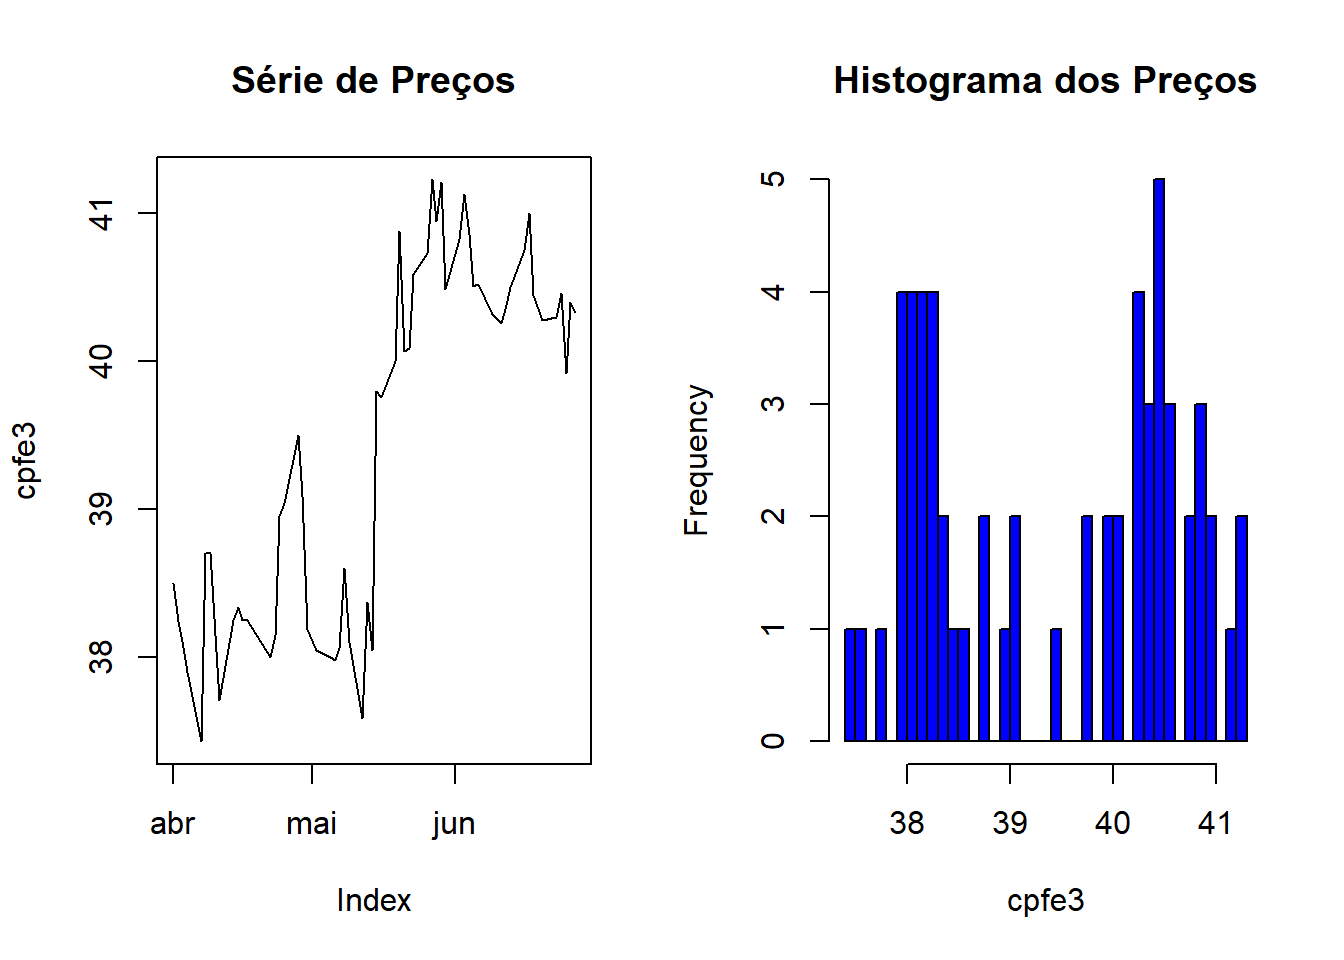 Série de Preços
cpfe3
41
40
39
38
abr mai jun
Index
Histograma dos Preços
Frequency
5
4
3
2
1
0
38 39 40 41
cpfe3